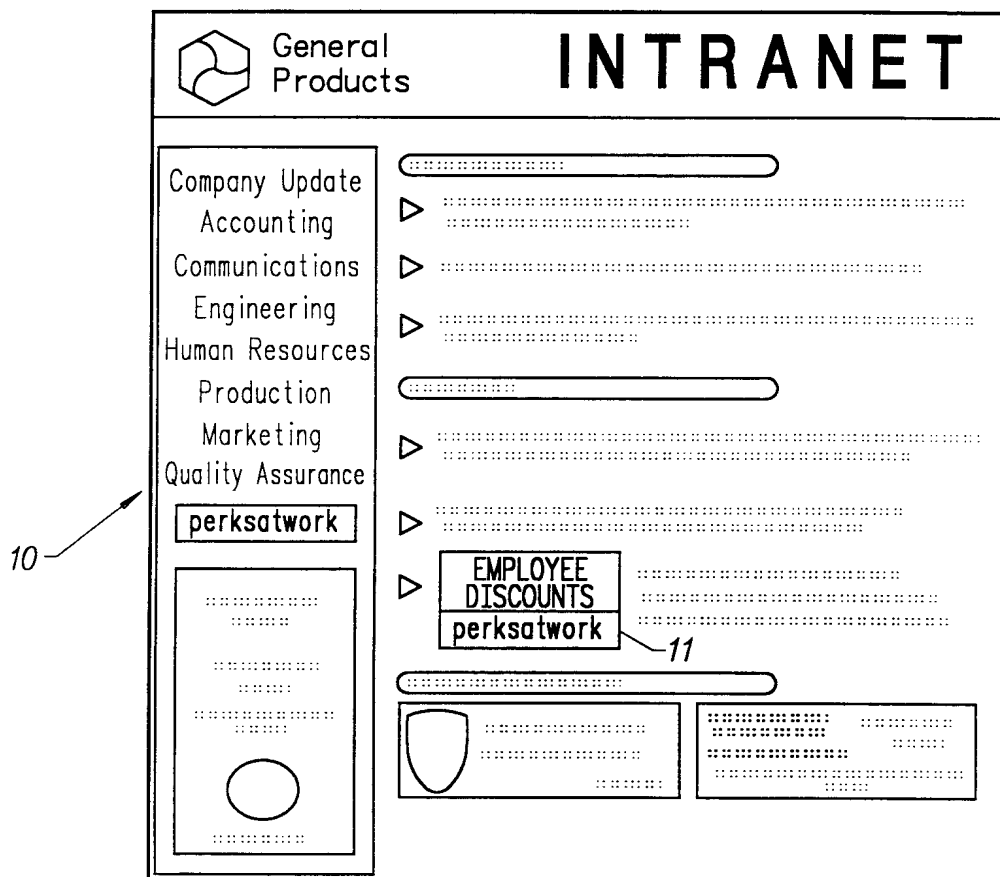 General
Products
INTRANET
Company Update
Accounting
Communications
Engineering
Human Resources
Production
Marketing
Quality Assurance
perksatwork
10
EMPLOYEE
DISCOUNTS
perksatwork
11